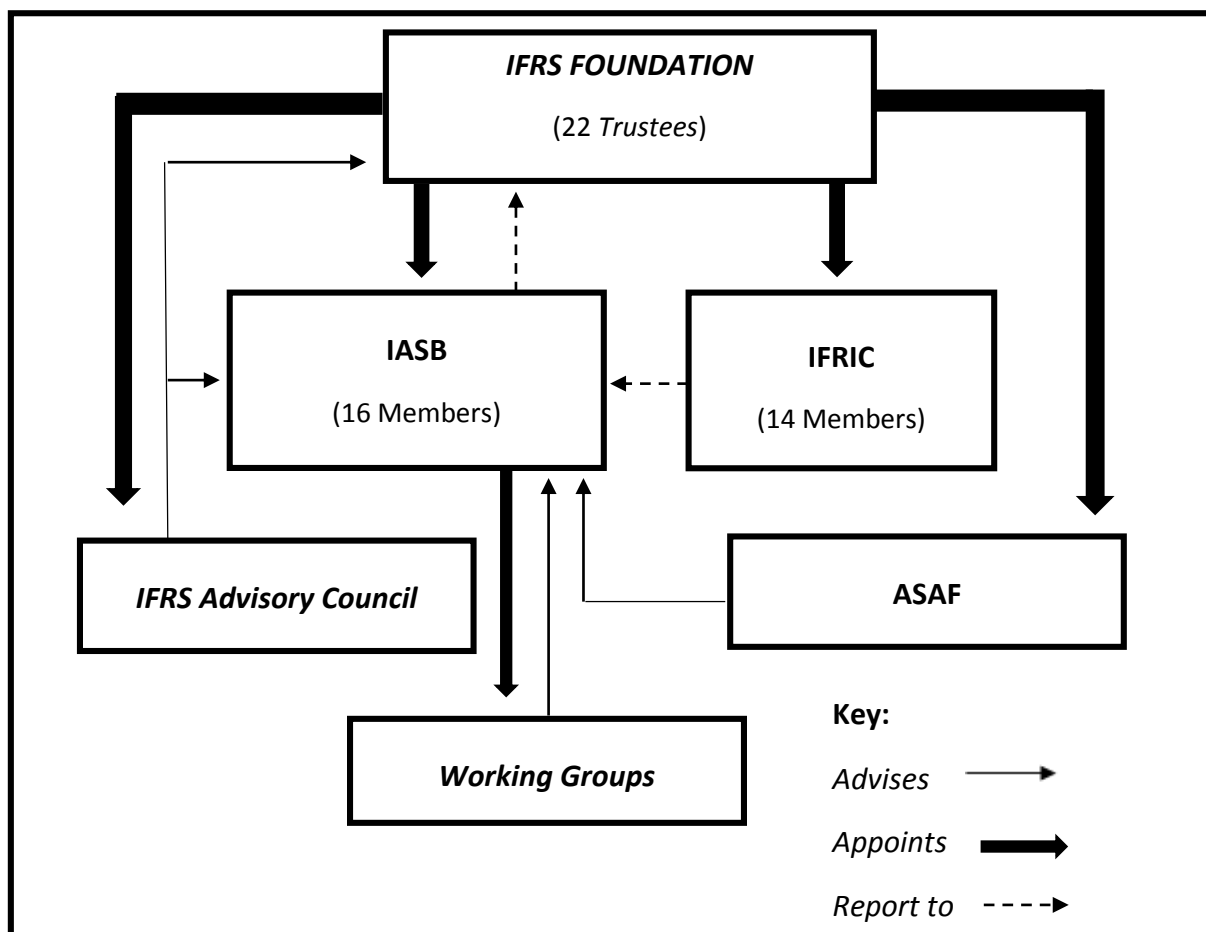 IFRS FOUNDATION
(22 Trustees)
IASB
(16 Members)
IFRIC
(14 Members)
IFRS Advisory Council
ASAF
Working Groups
Key:
Advises
Appoints
Report to